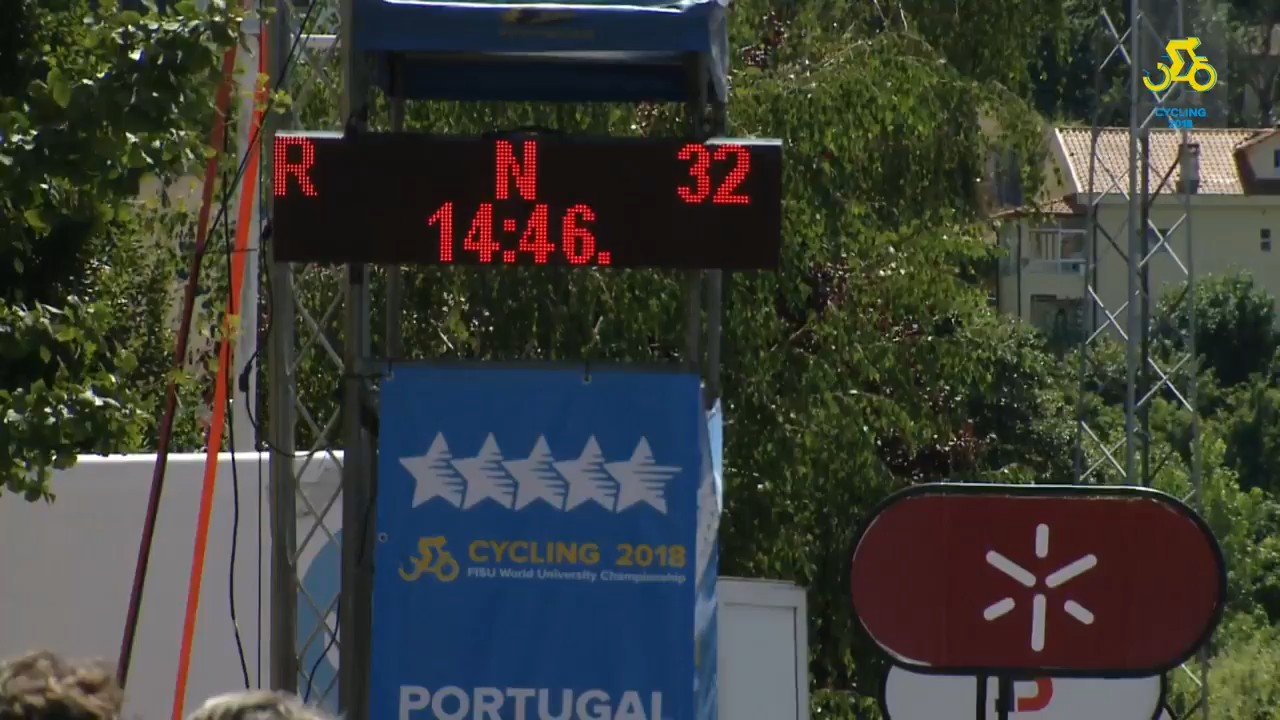 CYCLING
2018
R N 32
14:46.
CYCLING 2018
FISU World University Championship
PORTUGAL
P